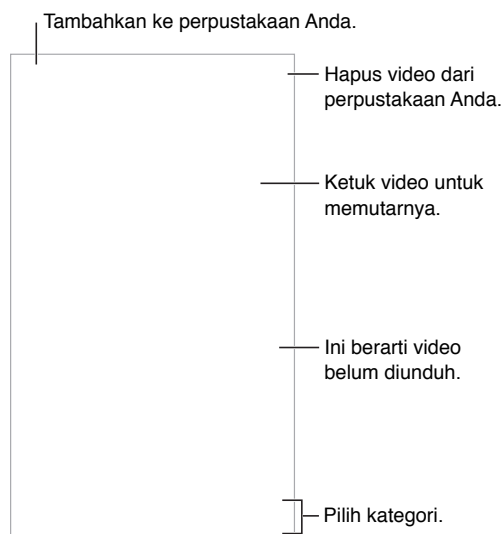 Tambahkan ke perpustakaan Anda.
Hapus video dari
perpustakaan Anda.
Ketuk video untuk
memutarnya.
Ini berarti video
belum diunduh.
Pilih kategori.